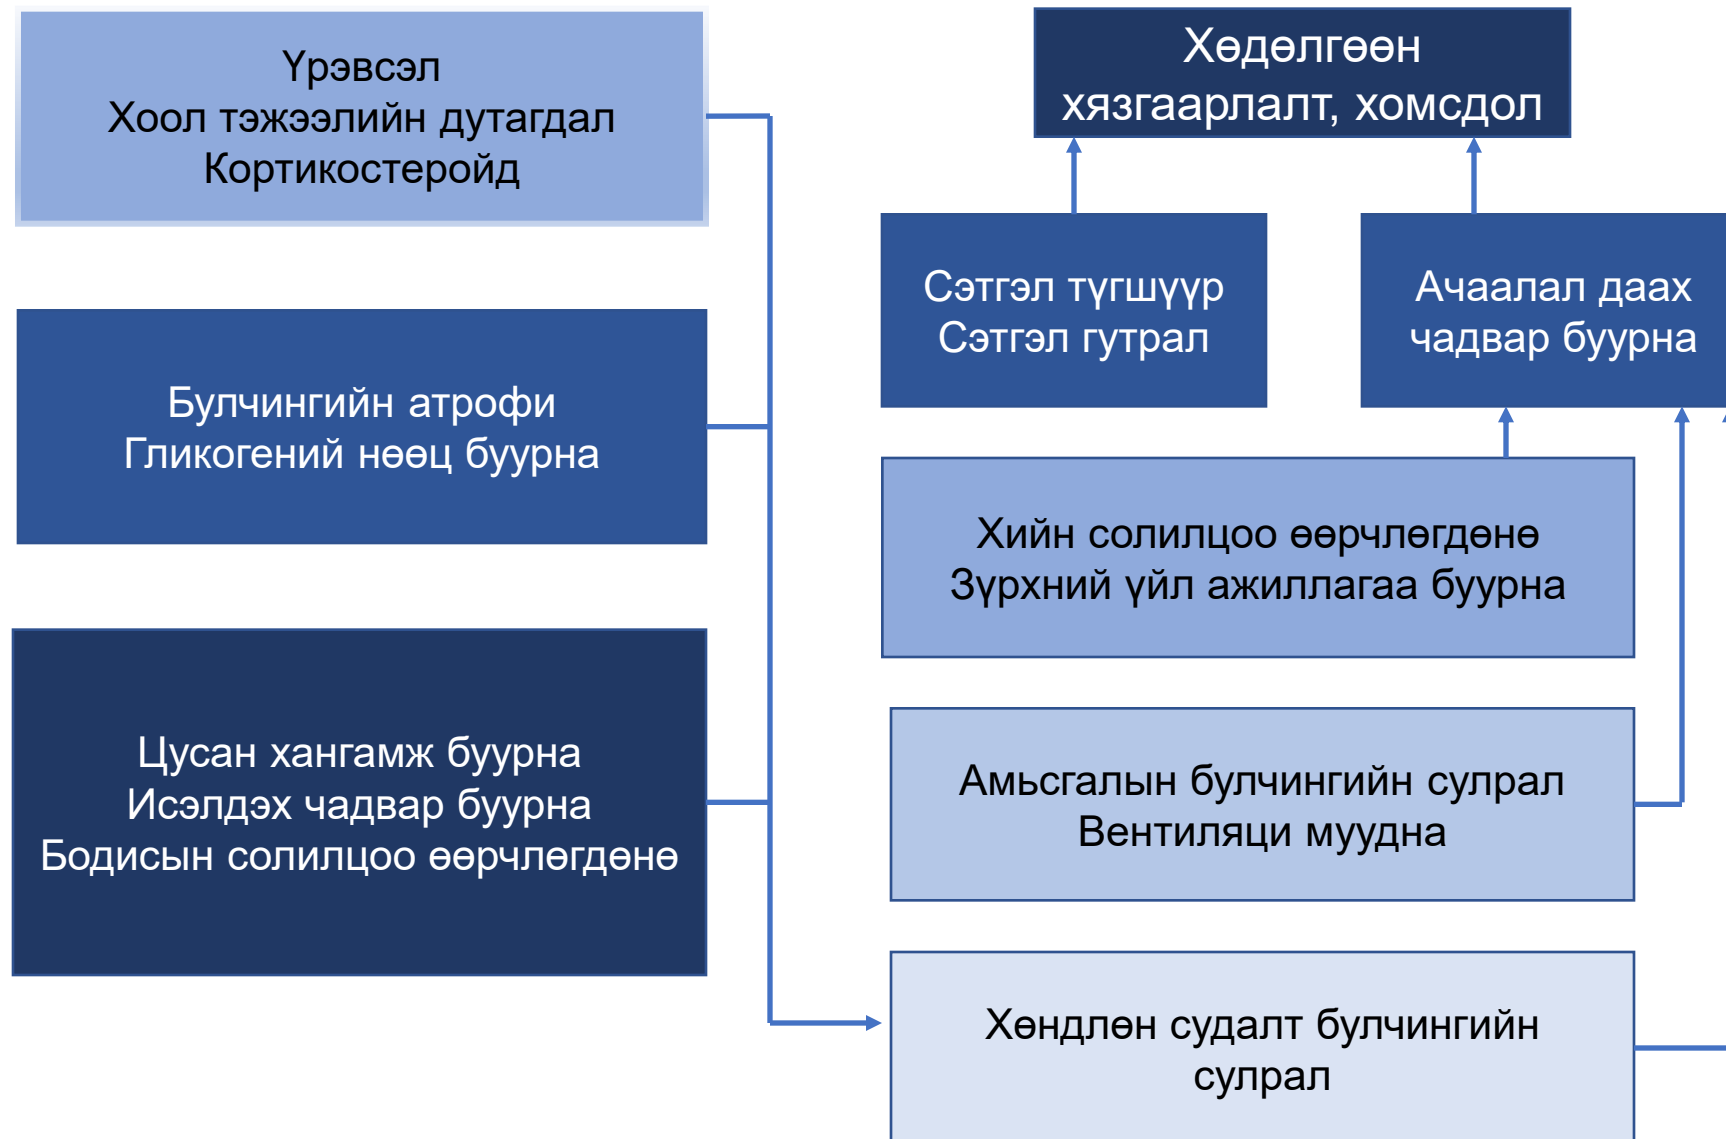 Үрэвсэл
Хоол тэжээлийн дутагдал
Кортикостеройд
Булчингийн атрофи
Гликогений нөөц буурна
Цусан хангамж буурна
Исэлдэх чадвар буурна
Бодисын солилцоо өөрчлөгдөнө
Хөдөлгөөн
хязгаарлалт, хомсдол
Сэтгэл түгшүүр
Сэтгэл гутрал
Ачаалал даах
чадвар буурна
Хийн солилцоо өөрчлөгдөнө
Зүрхний үйл ажиллагаа буурна
Амьсгалын булчингийн сулрал
Вентиляци муудна
Хөндлөн судалт булчингийн
сулрал